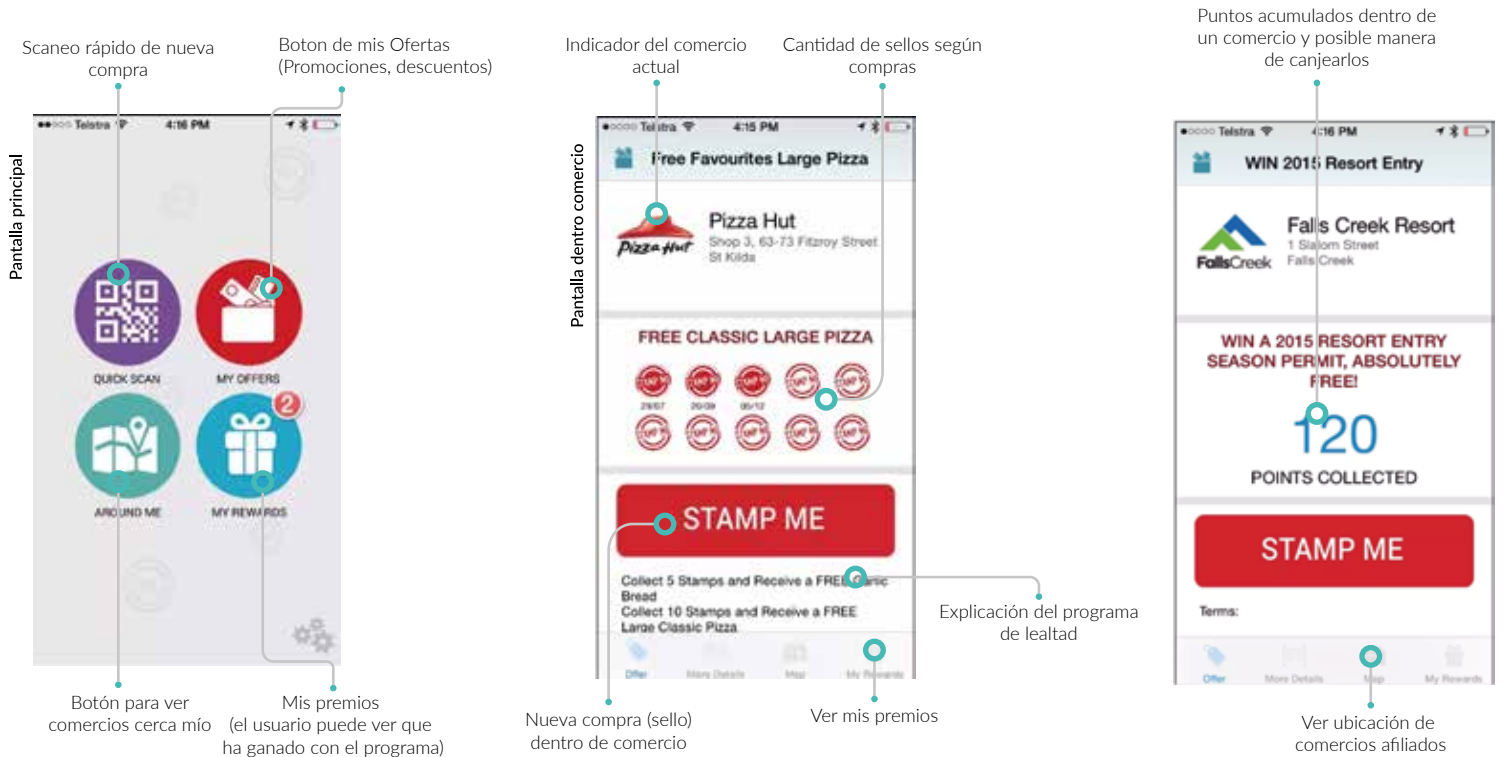 Scaneo rápido de nueva
compra
Boton de mis Ofertas
(Promociones, descuentos)
Pantalla principal
Telstra
4:16 PM
QUICK SCAN
MY OFFERS
2
AROUND ME
MY REWARDS
Botón para ver
comercios cerca mío
Mis premios
(el usuario puede ver que
ha ganado con el programa)
Indicador del comercio
actual
Cantidad de sellos según
compras
Pantalla dentro comercio
Telstra
4:15 PM
Free Favourites Large Pizza
Pizza Hut
Pizza Hut
Shop 3, 63-73 Fitzroy Street
St Kilda
FREE CLASSIC LARGE PIZZA
STAMP ME
Collect 5 Stamps and Receive a FREE Garlic
Bread
Collect 10 Stamps and Receive a FREE
Large Classic Pizza
Offer
More Details
Map
My Rewards
Explicación del programa
de lealtad
Nueva compra (sello)
dentro de comercio
Ver mis premios
Puntos acumulados dentro de
un comercio y posible manera
de canjearlos
Telstra
4:16 PM
WIN 2015 Resort Entry
FallsCreek
Falls Creek Resort
1 Slalom Street
Falls Creek
WIN A 2015 RESORT ENTRY
SEASON PERMIT, ABSOLUTELY
FREE!
120
POINTS COLLECTED
STAMP ME
Terms:
Offer
More Details
Map
My Rewards
Ver ubicación de
comercios afiliados